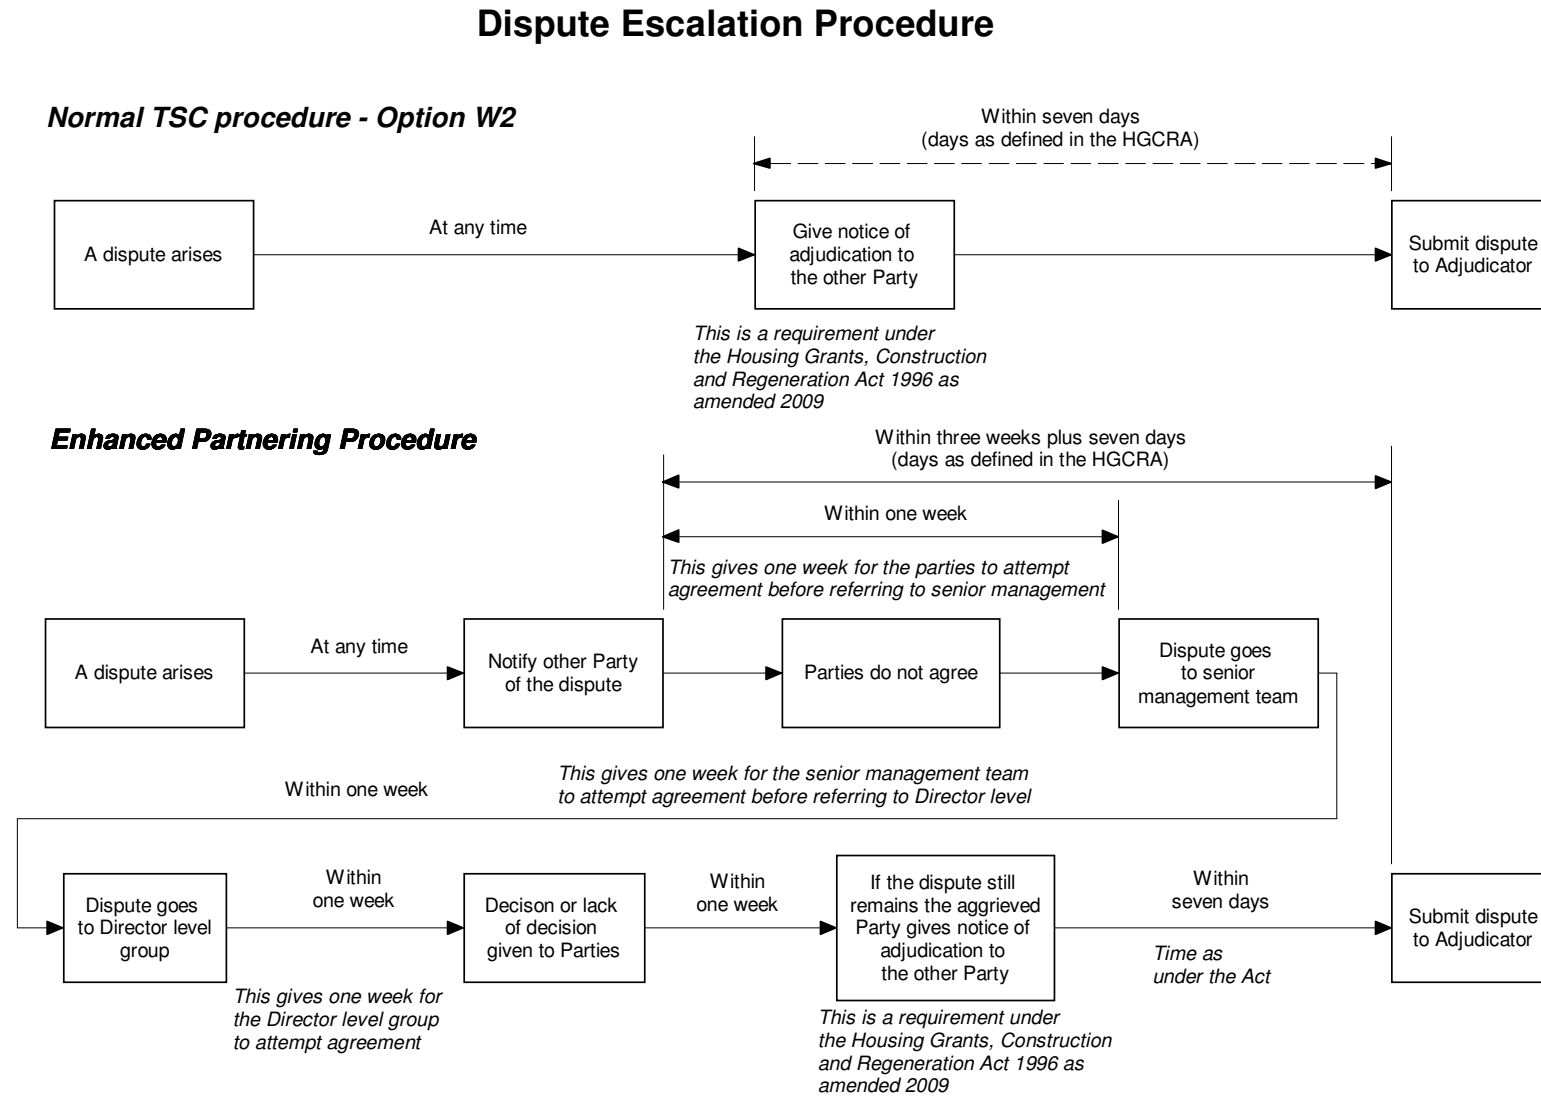 Dispute Escalation Procedure
Normal TSC procedure - Option W2
Within seven days
(days as defined in the HGCRA)
A dispute arises
At any time
Give notice of
adjudication to
the other Party
Submit dispute
to Adjudicator
This is a requirement under
the Housing Grants, Construction
and Regeneration Act 1996 as
amended 2009
Enhanced Partnering Procedure
Within three weeks plus seven days
(days as defined in the HGCRA)
Within one week
This gives one week for the parties to attempt
agreement before referring to senior management
A dispute arises
At any time
Notify other Party
of the dispute
Parties do not agree
Dispute goes
to senior
management team
Within one week
This gives one week for the senior management team
to attempt agreement before referring to Director level
Dispute goes
to Director level
group
Within
one week
This gives one week for
the Director level group
to attempt agreement
Decison or lack
of decision
given to Parties
Within
one week
If the dispute still
remains the aggrieved
Party gives notice of
adjudication to
the other Party
This is a requirement under
the Housing Grants, Construction
and Regeneration Act 1996 as
amended 2009
Within
seven days
Time as
under the Act
Submit dispute
to Adjudicator